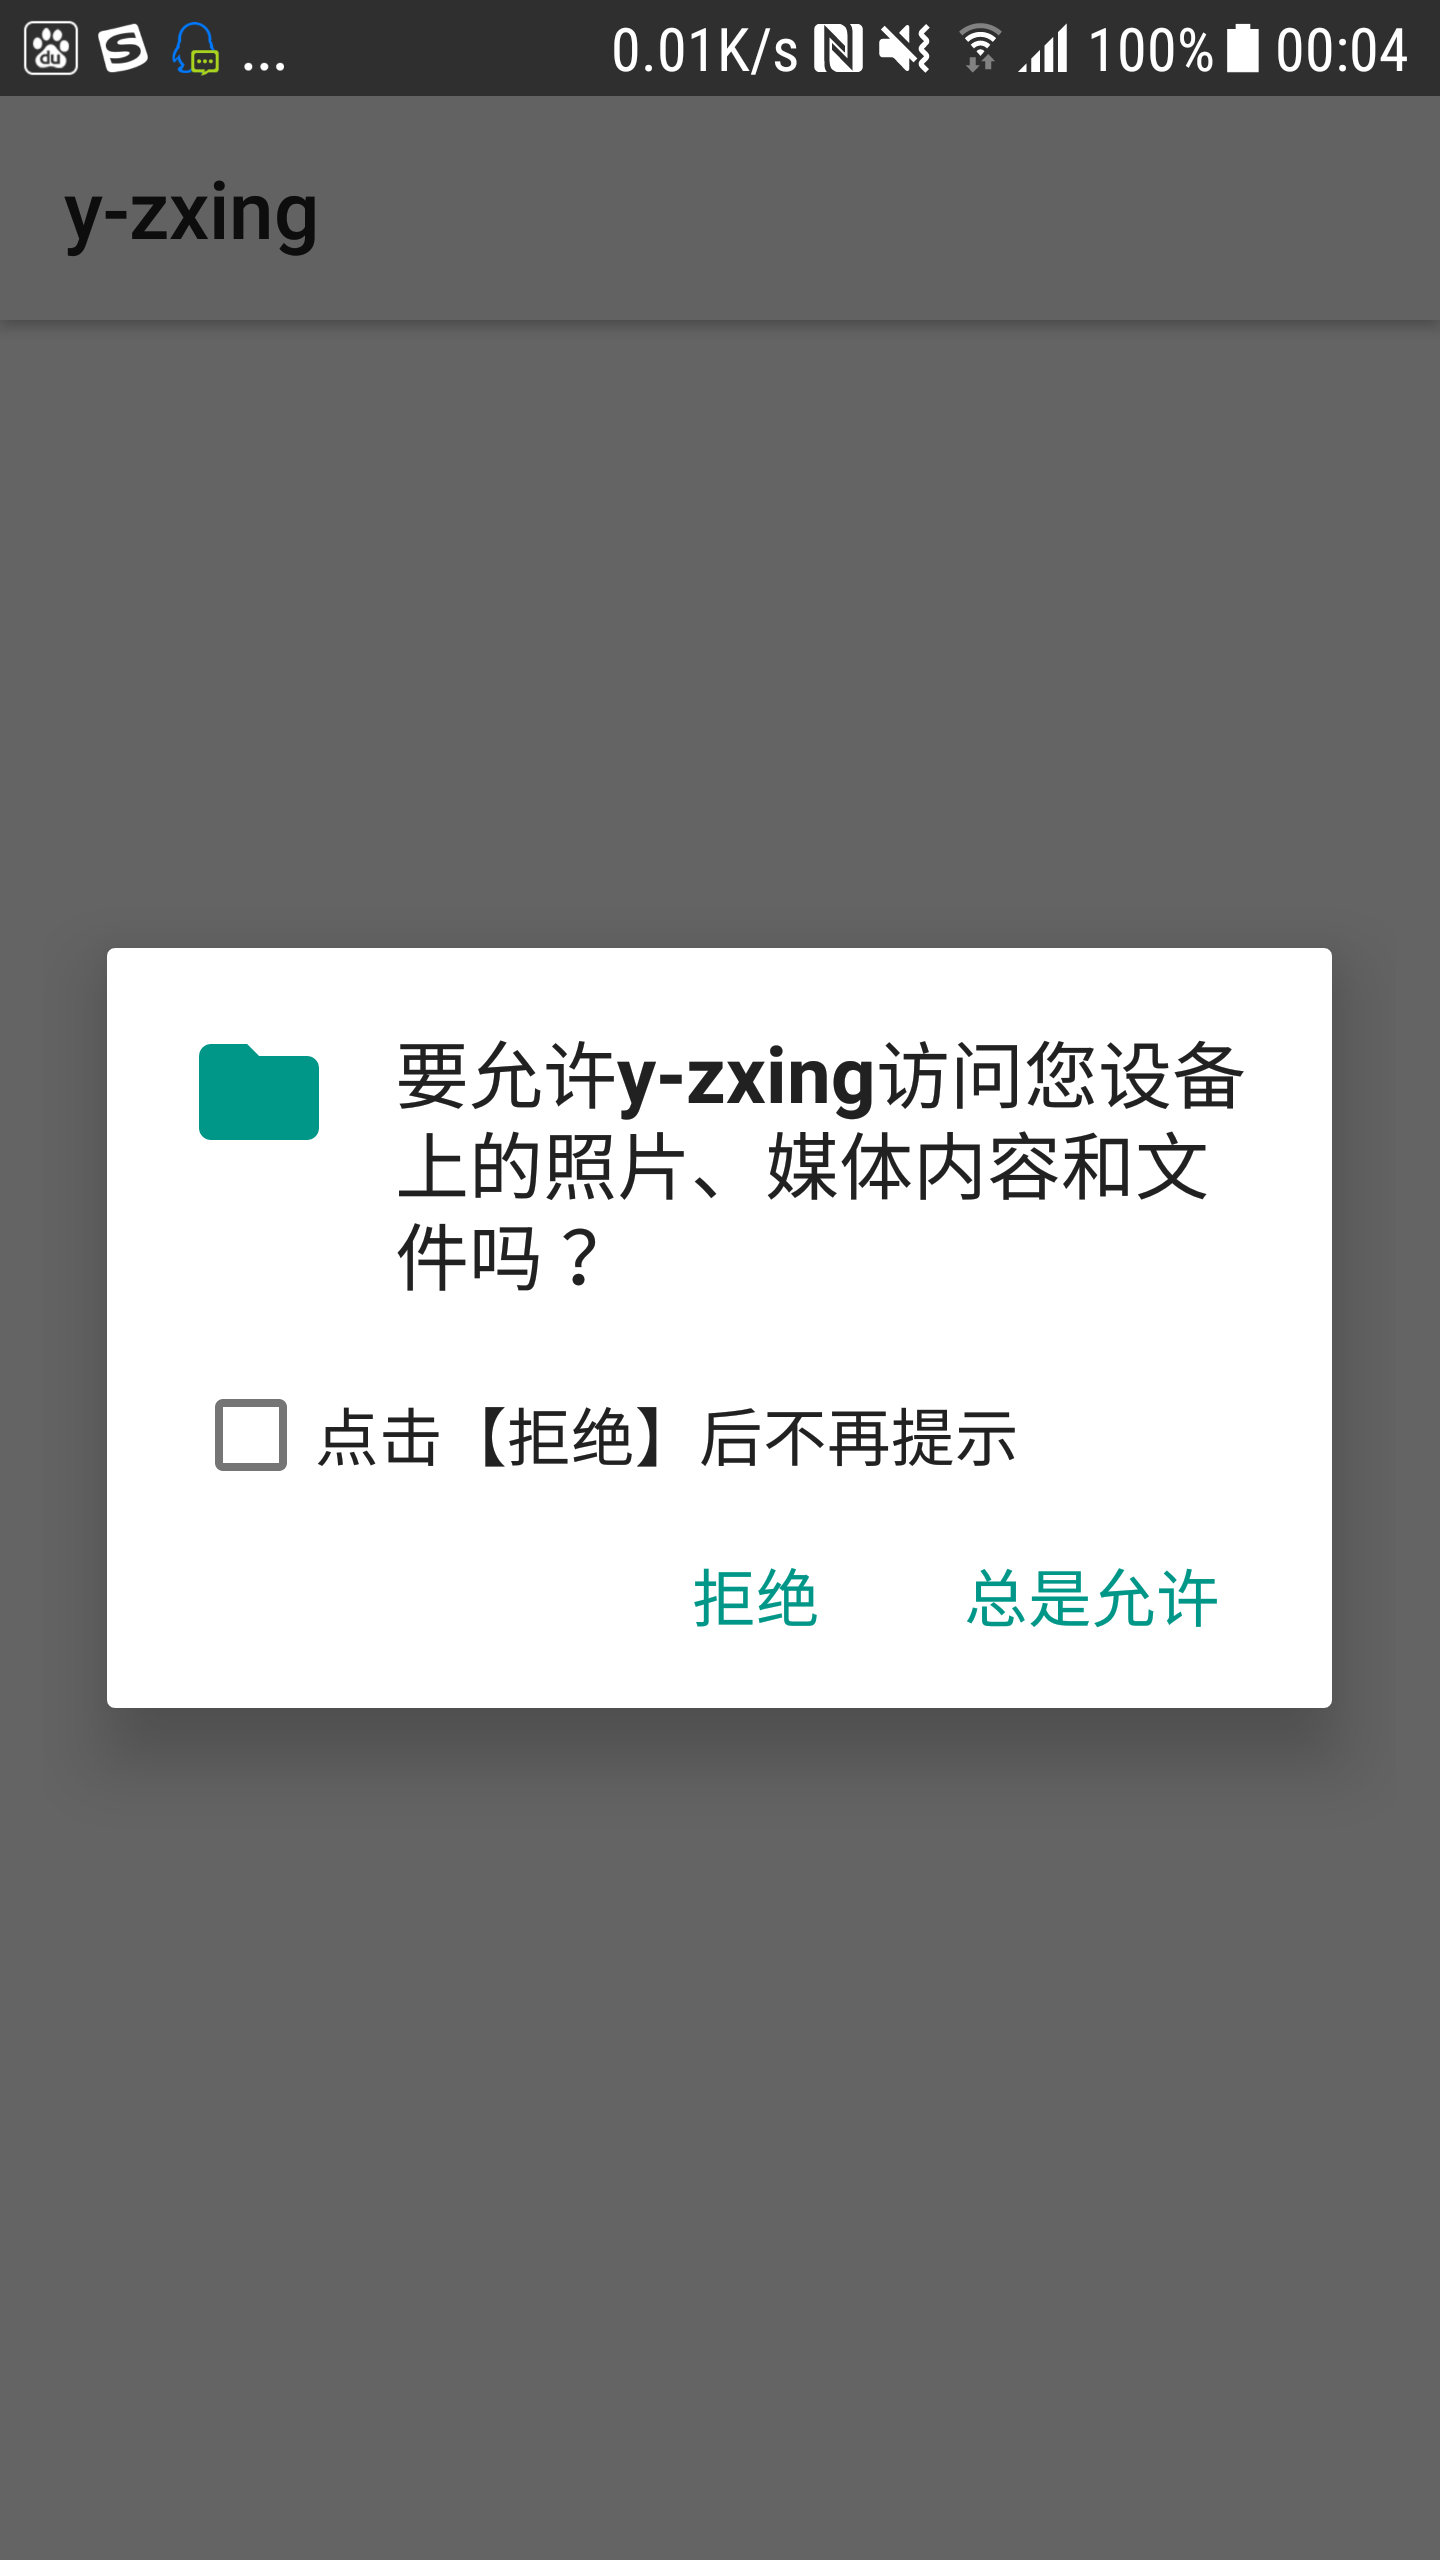 ... 0.01K/s 100% 00:04
y-zxing
要允许y-zxing访问您设备
上的照片、媒体内容和文
件吗？
点击【拒绝】后不再提示
拒绝 总是允许